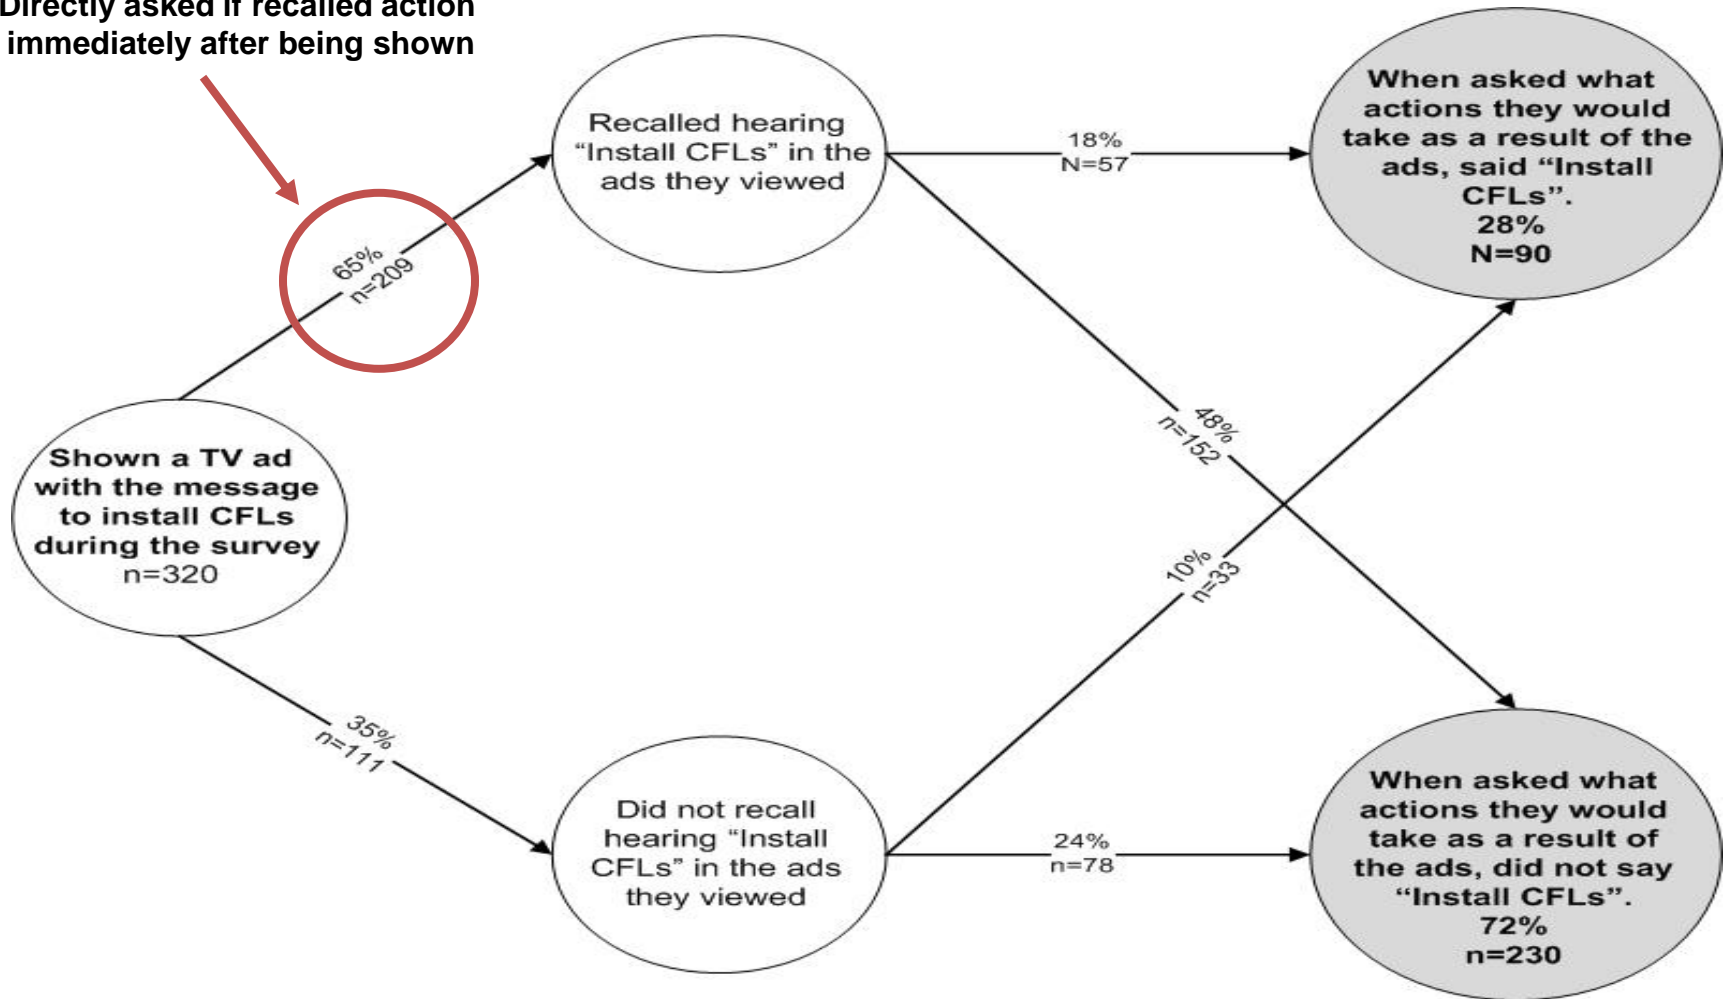 Directly asked if recalled action
immediately after being shown
Recalled hearing
“Install CFLs” in the
ads they viewed
18%
N=57
When asked what
actions they would
take as a result of the
ads, said “Install
CFLs”.
28%
N=90
65%
n=209
48%
n=152
Shown a TV ad
with the message
to install CFLs
during the survey
n=320
10%
n=33
35%
n=111
Did not recall
hearing “Install
CFLs” in the ads
they viewed
24%
n=78
When asked what
actions they would
take as a result of
the ads, did not say
“Install CFLs”.
72%
n=230